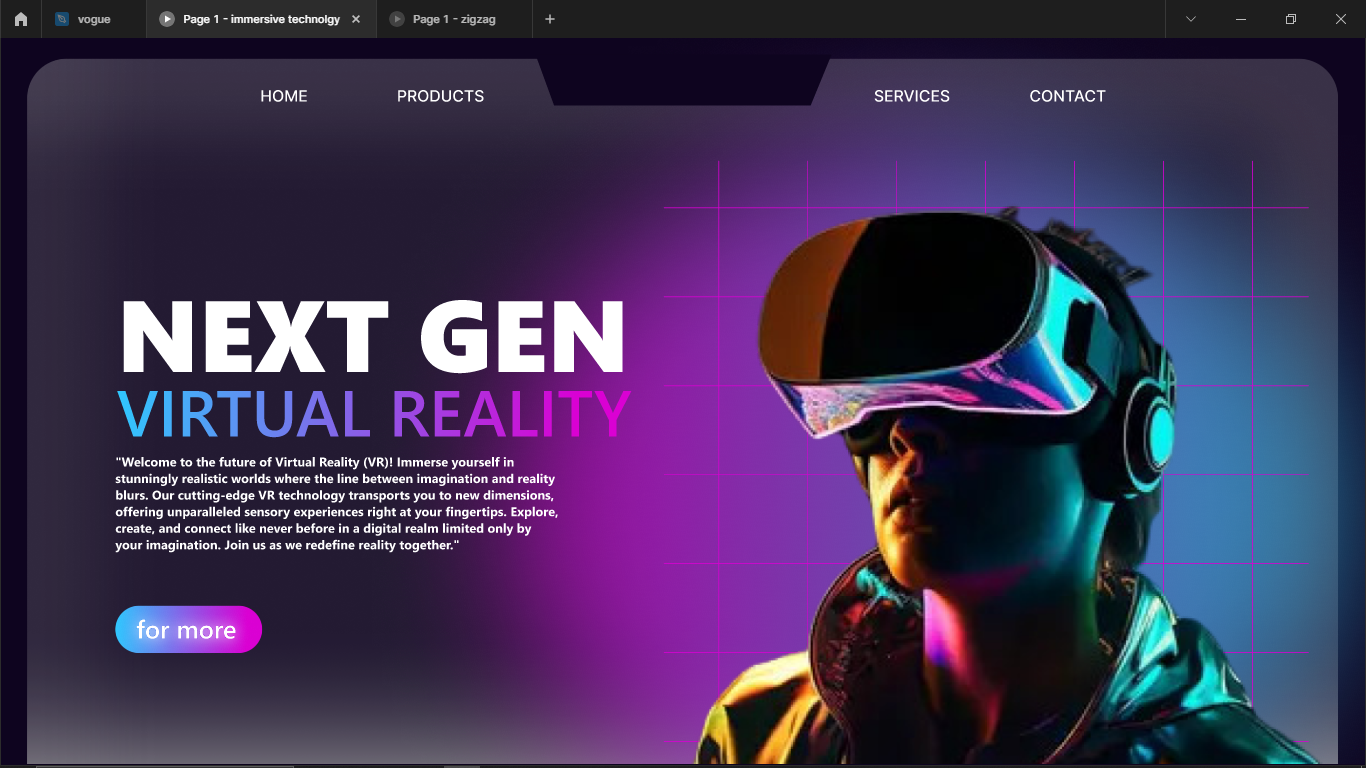 vogue
Page 1 - immersive technolgy
Page 1 - zigzag
HOME
PRODUCTS
SERVICES
CONTACT
NEXT GEN
VIRTUAL REALITY
"Welcome to the future of Virtual Reality (VR)! Immerse yourself in
stunningly realistic worlds where the line between imagination and reality
blurs. Our cutting-edge VR technology transports you to new dimensions,
offering unparalleled sensory experiences right at your fingertips. Explore,
create, and connect like never before in a digital realm limited only by
your imagination. Join us as we redefine reality together."
for more